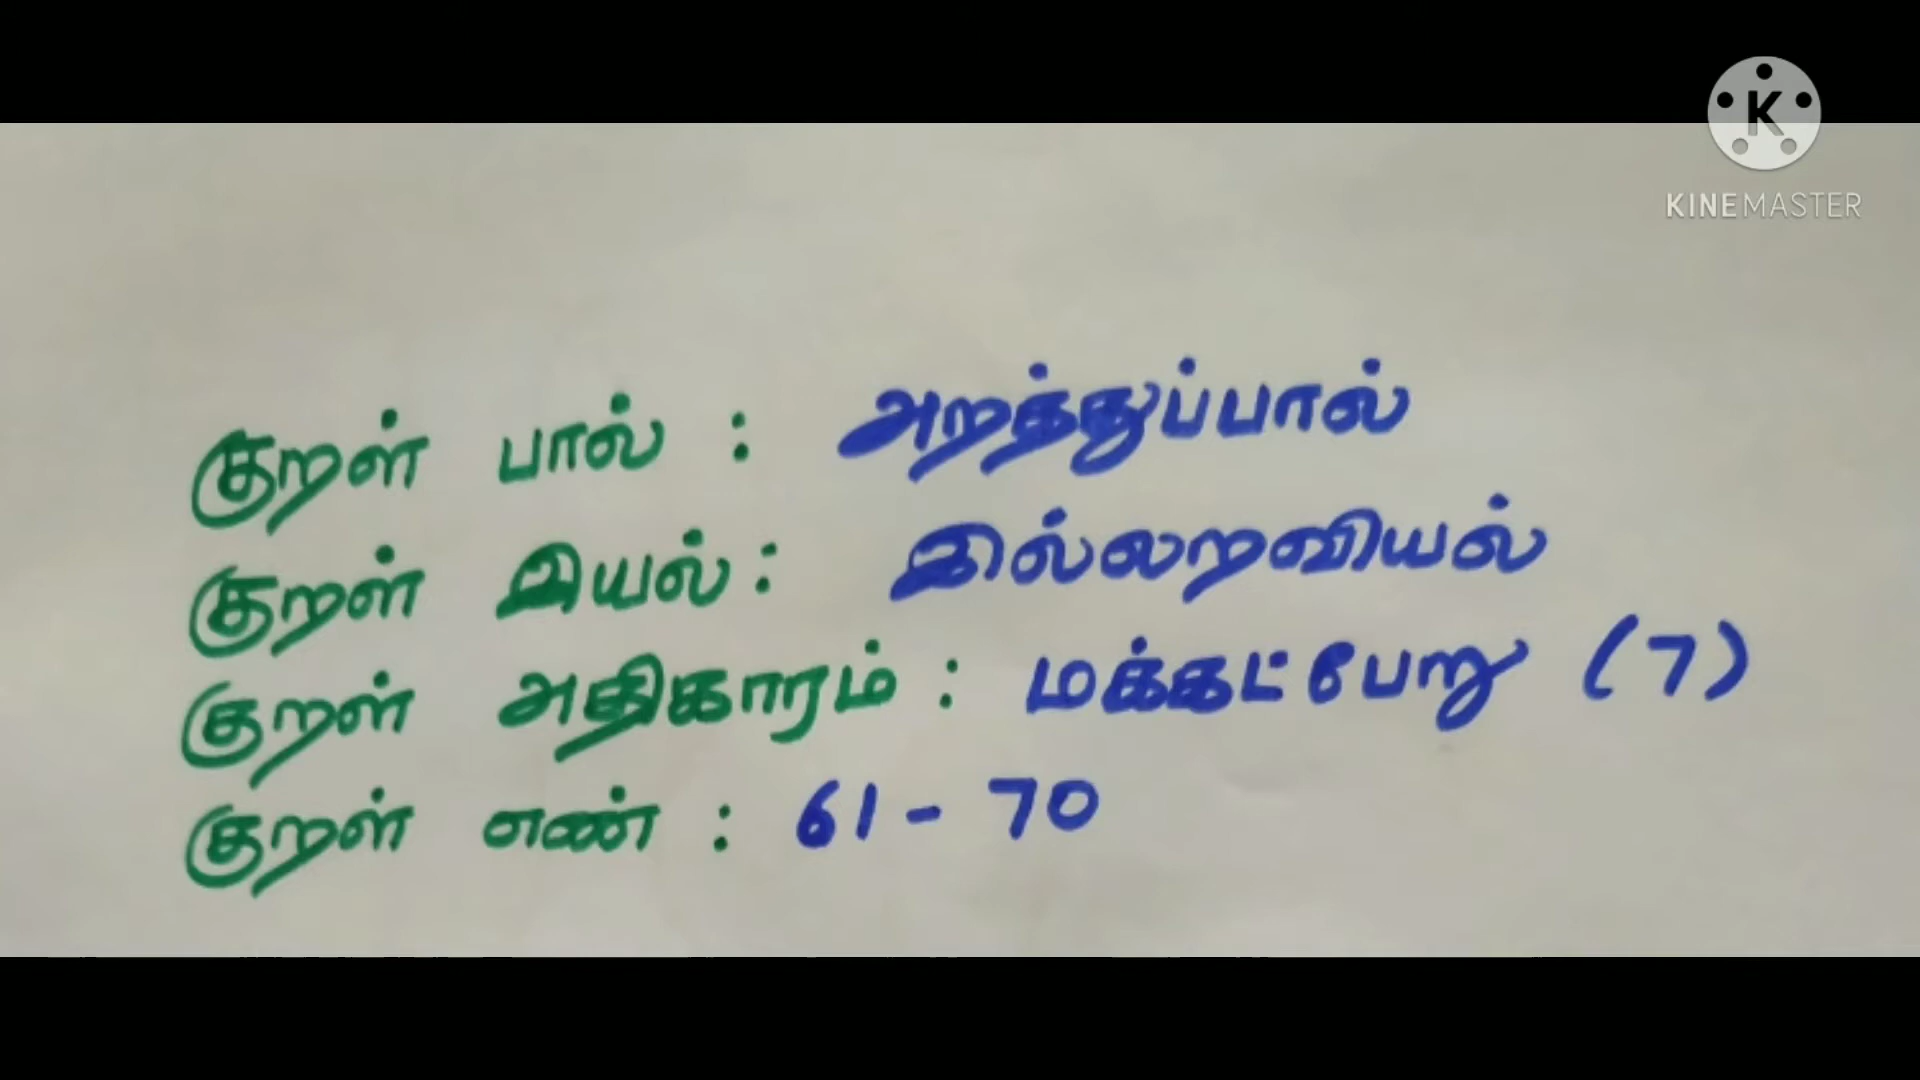 K
KINEMASTER
குறள் பால் : அறத்துப்பால்
குறள் இயல் : இல்லறவியல்
குறள் அதிகாரம் : மக்கட்பேறு (7)
குறள் எண் : 61 - 70